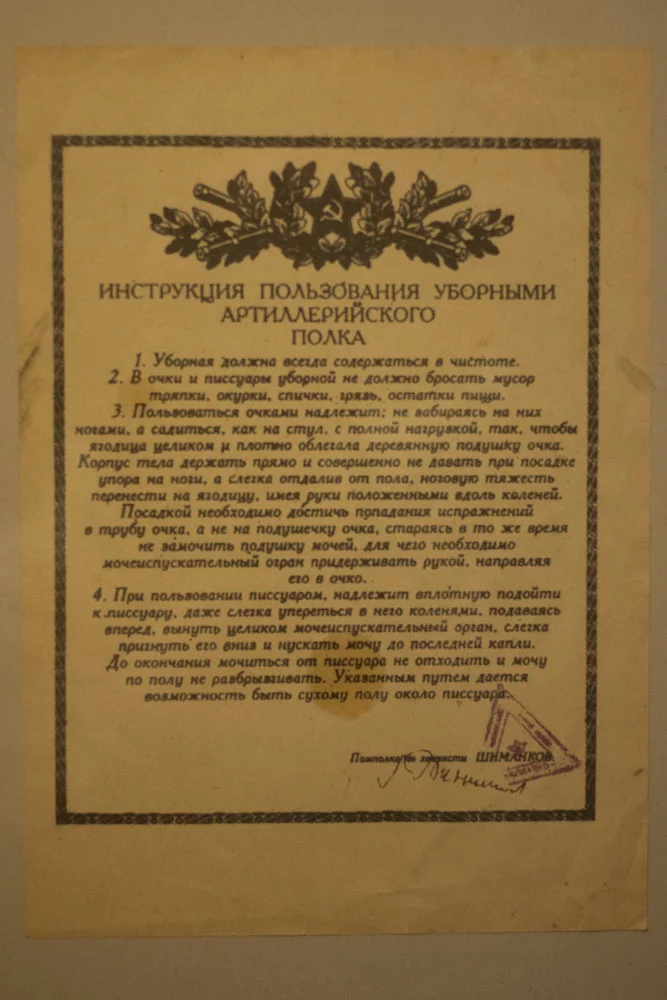 ИНСТРУКЦИЯ ПОЛЬЗОВАНИЯ УБОРНЫМИ
АРТИЛЛЕРИЙСКОГО
ПОЛКА
1. Уборная должна всегда содержаться в чистоте.
2. В очки и писсуары уборной не должно бросать мусор
тряпки, окурки, спички, грязь, остатки пищи.
3. Пользоваться очками надлежит; не забираясь на них
ногами, а садиться, как на стул, с полной нагрузкой, так, чтобы
ягодица целиком и плотно облегала деревянную подушку очка.
Корпус тела держать прямо и совершенно не давать при посадке
упора на ноги, а слегка отдалив от пола, ноговую тяжесть
перенести на ягодицу, имея руки положенными вдоль коленей.
Посадкой необходимо достичь попадания испражнений
в трубу очка, а не на подушечку очка, стараясь в то же время
не замочить подушку мочей, для чего необходимо
мочеиспускательный огран придерживать рукой, направляя
его в очко.
4. При пользовании писсуаром, надлежит вплотную подойти
к писсуару, даже слегка упереться в него коленями, подаваясь
вперед, вынуть целиком мочеиспускательный орган, слегка
пригнуть его вниз и пускать мочу до последней капли.
До окончания мочиться от писсуара не отходить и мочу
по полу не разбрызгивать. Указанным путем дается
возможность быть сухому полу около писсуара.
Помполка по ШИМАНКОВ.